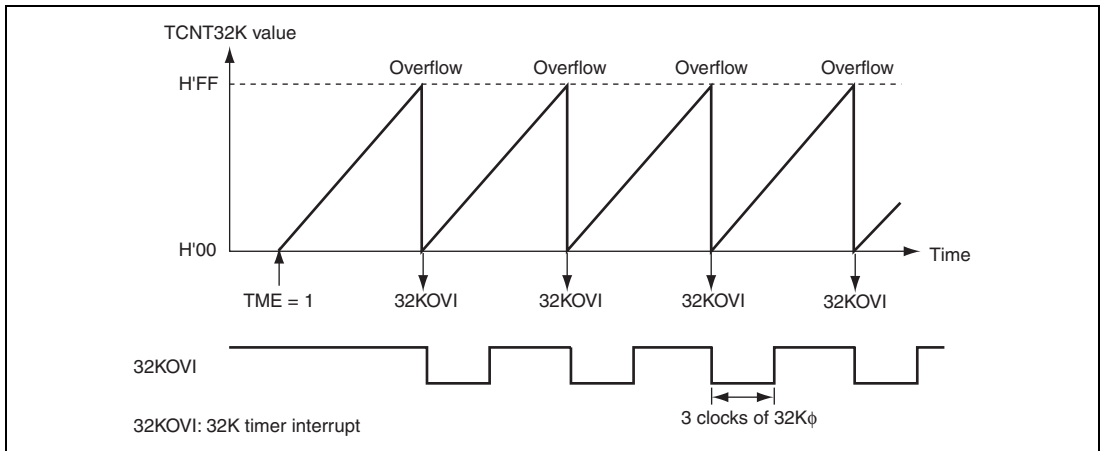 TCNT32K value
Overflow Overflow Overflow Overflow
H'FF
H'00
Time
TME = 1 32KOVI 32KOVI 32KOVI 32KOVI
32KOVI
3 clocks of 32Kϕ
32KOVI: 32K timer interrupt